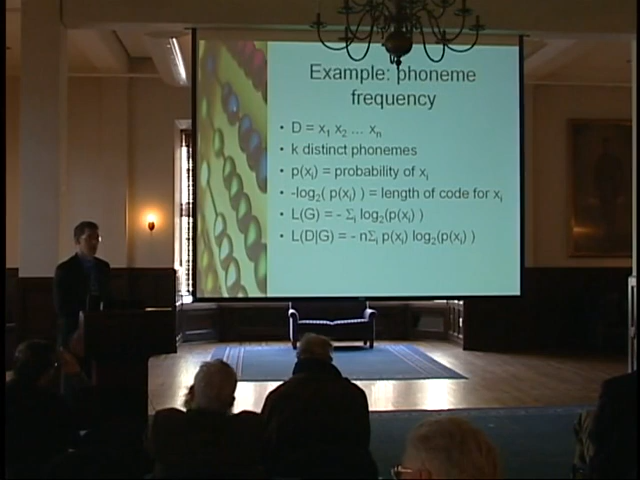 Example: phoneme
frequency
• D = x₁ x₂ ... xₙ
• k distinct phonemes
• p(xᵢ) = probability of xᵢ
• -log₂( p(xᵢ) ) = length of code for xᵢ
• L(G) = - Σᵢ log₂(p(xᵢ) )
• L(D|G) = - nΣᵢ p(xᵢ) log₂(p(xᵢ) )